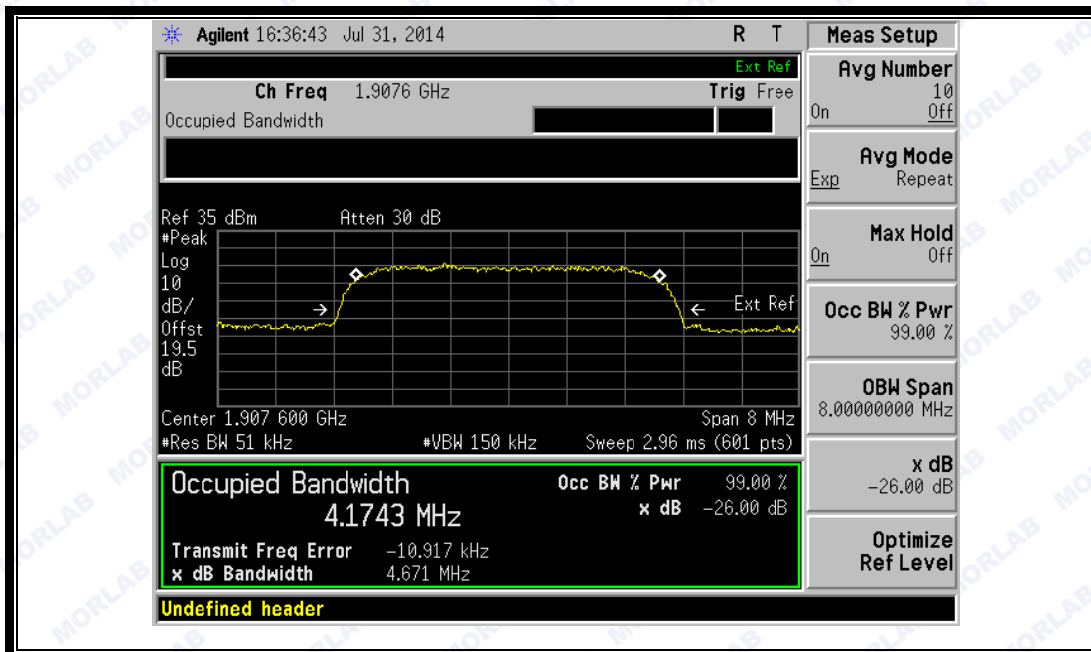 Agilent 16:36:43 Jul 31, 2014 R T
Ext Ref
Ch Freq 1.9076 GHz Trig Free
Occupied Bandwidth
Ref 35 dBm Atten 30 dB
#Peak
Log
10
dB/
Offst
19.5
dB
Ext Ref
Center 1.907 600 GHz Span 8 MHz
#Res BW 51 kHz #VBW 150 kHz Sweep 2.96 ms (601 pts)
Occupied Bandwidth
4.1743 MHz
Occ BW % Pwr 99.00 %
x dB -26.00 dB
Transmit Freq Error -10.917 kHz
x dB Bandwidth 4.671 MHz
Undefined header
Meas Setup
Avg Number
10
On Off
Avg Mode
Exp Repeat
Max Hold
On Off
Occ BW % Pwr
99.00 %
OBW Span
8.00000000 MHz
x dB
-26.00 dB
Optimize
Ref Level
MORLAB